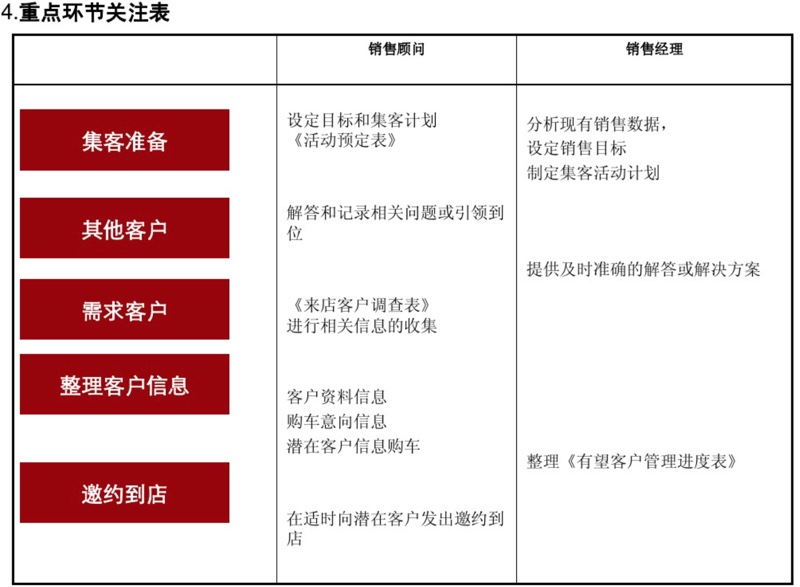 4.重点环节关注表
销售顾问
销售经理
集客准备
设定目标和集客计划
《活动预定表》
分析现有销售数据，
设定销售目标
制定集客活动计划
其他客户
解答和记录相关问题或引领到
位
提供及时准确的解答或解决方案
需求客户
《来店客户调查表》
进行相关信息的收集
整理客户信息
客户资料信息
购车意向信息
潜在客户信息购车
整理《有望客户管理进度表》
邀约到店
在适时向潜在客户发出邀约到
店